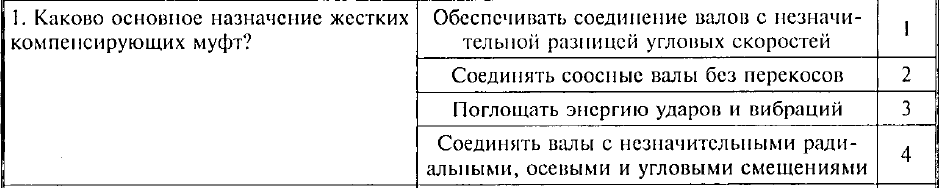 1. Каково основное назначение жестких
компенсирующих муфт?
Обеспечивать соединение валов с незначи-
тельной разницей угловых скоростей
1
Соединять соосные валы без перекосов
2
Поглощать энергию ударов и вибраций
3
Соединять валы с незначительными ради-
альными, осевыми и угловыми смещениями
4